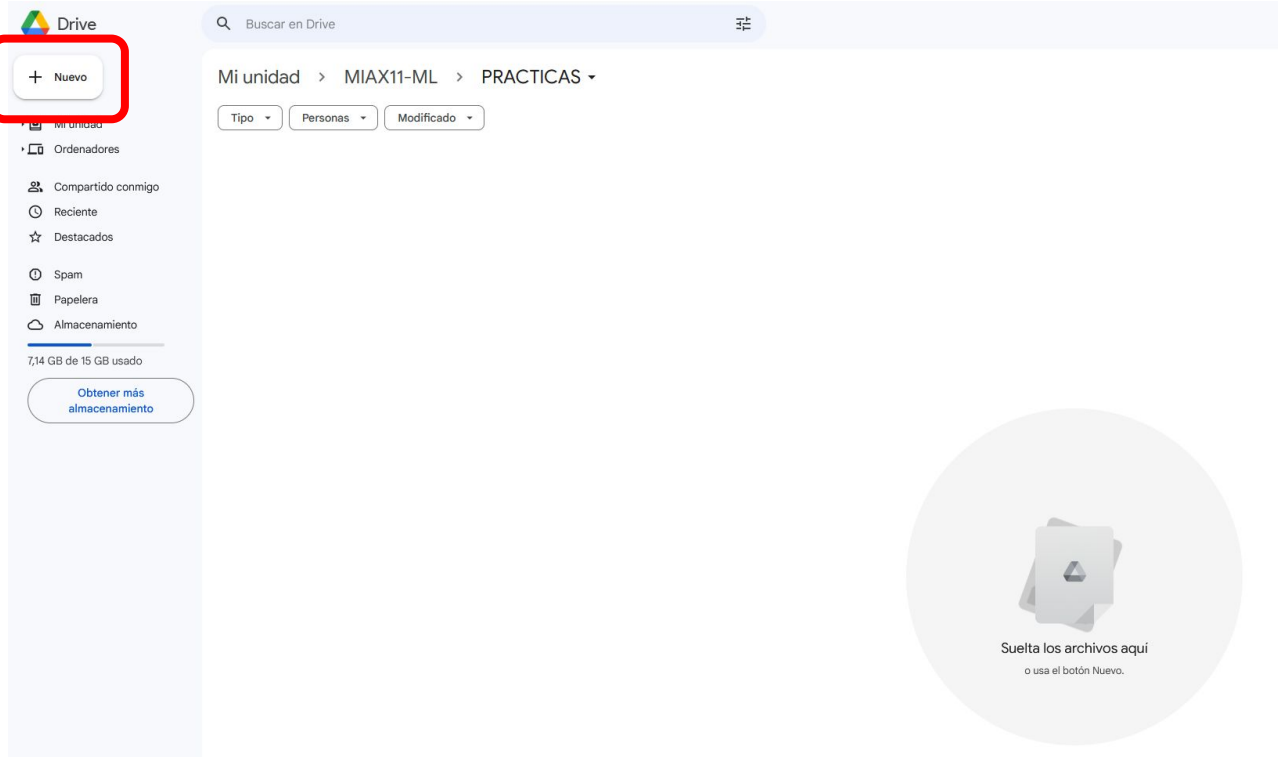 Drive
Buscar en Drive
Nuevo
Mi unidad > MIAX11-ML > PRACTICAS
Tipo
Personas
Modificado
Mi unidad
Ordenadores
Compartido conmigo
Reciente
Destacados
Spam
Papelera
Almacenamiento
7,14 GB de 15 GB usado
Obtener más
almacenamiento
Suelta los archivos aquí
o usa el botón Nuevo.